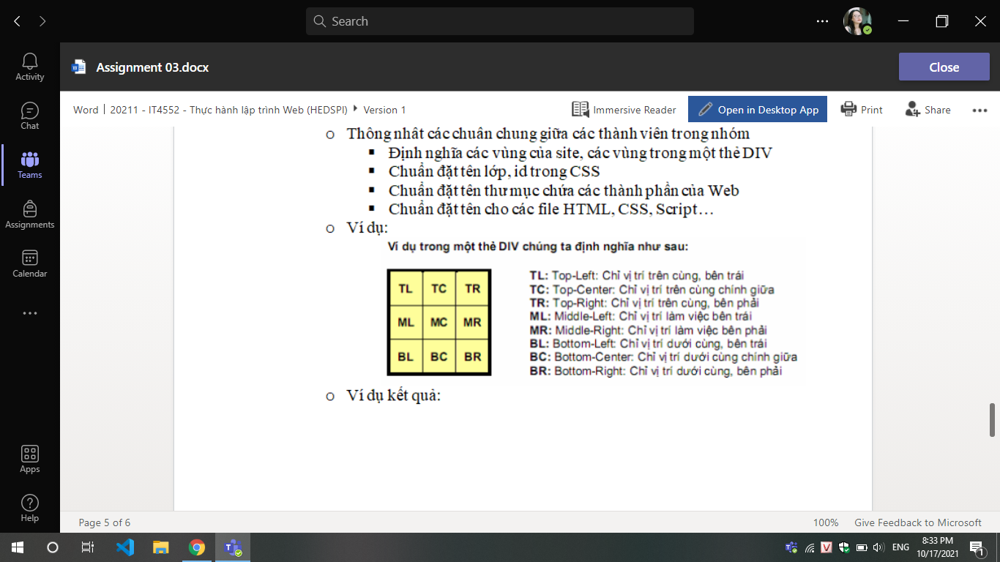 Search
Activity
Chat
Teams
Assignments
Calendar
Apps
Help
Assignment 03.docx
Close
Word | 20211 - IT4552 - Thực hành lập trình Web (HEDSPI) Version 1
Immersive Reader
Open in Desktop App
Print
Share
o Thống nhất các chuẩn chung giữa các thành viên trong nhóm
▪ Định nghĩa các vùng của site, các vùng trong một thẻ DIV
▪ Chuẩn đặt tên lớp, id trong CSS
▪ Chuẩn đặt tên thư mục chứa các thành phần của Web
▪ Chuẩn đặt tên cho các file HTML, CSS, Script…
o Ví dụ:
Ví dụ trong một thẻ DIV chúng ta định nghĩa như sau:
TL TC TR
ML MC MR
BL BC BR
TL: Top-Left: Chỉ vị trí trên cùng, bên trái
TC: Top-Center: Chỉ vị trí trên cùng chính giữa
TR: Top-Right: Chỉ vị trí trên cùng, bên phải
ML: Middle-Left: Chỉ vị trí làm việc bên trái
MR: Middle-Right: Chỉ vị trí làm việc bên phải
BL: Bottom-Left: Chỉ vị trí dưới cùng, bên trái
BC: Bottom-Center: Chỉ vị trí dưới cùng chính giữa
BR: Bottom-Right: Chỉ vị trí dưới cùng, bên phải
o Ví dụ kết quả:
Page 5 of 6
100%
Give Feedback to Microsoft
ENG
8:33 PM
10/17/2021
1